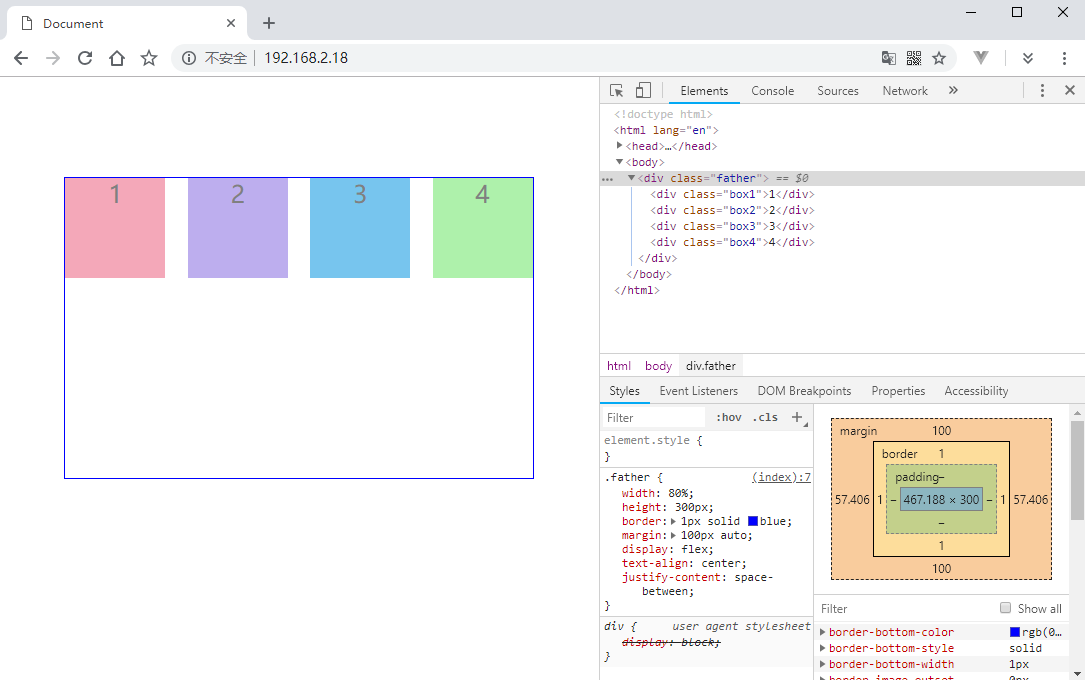 Document
不安全 192.168.2.18
1 2 3 4
Elements Console Sources Network
<!doctype html>
<html lang="en">
<head>…</head>
<body>
<div class="father"> == $0
<div class="box1">1</div>
<div class="box2">2</div>
<div class="box3">3</div>
<div class="box4">4</div>
</div>
</body>
</html>
html body div.father
Styles Event Listeners DOM Breakpoints Properties Accessibility
Filter :hov .cls
element.style {
}
.father { (index):7
width: 80%;
height: 300px;
border: 1px solid blue;
margin: 100px auto;
display: flex;
text-align: center;
justify-content: space-
between;
}
div { user agent stylesheet
display: block;
}
margin 100
border 1
padding–
57.406 1 – 467.188 × 300 – 1 57.406
–
1
100
Filter Show all
border-bottom-color rgb(0…
border-bottom-style solid
border-bottom-width 1px
border-image-outset 0px